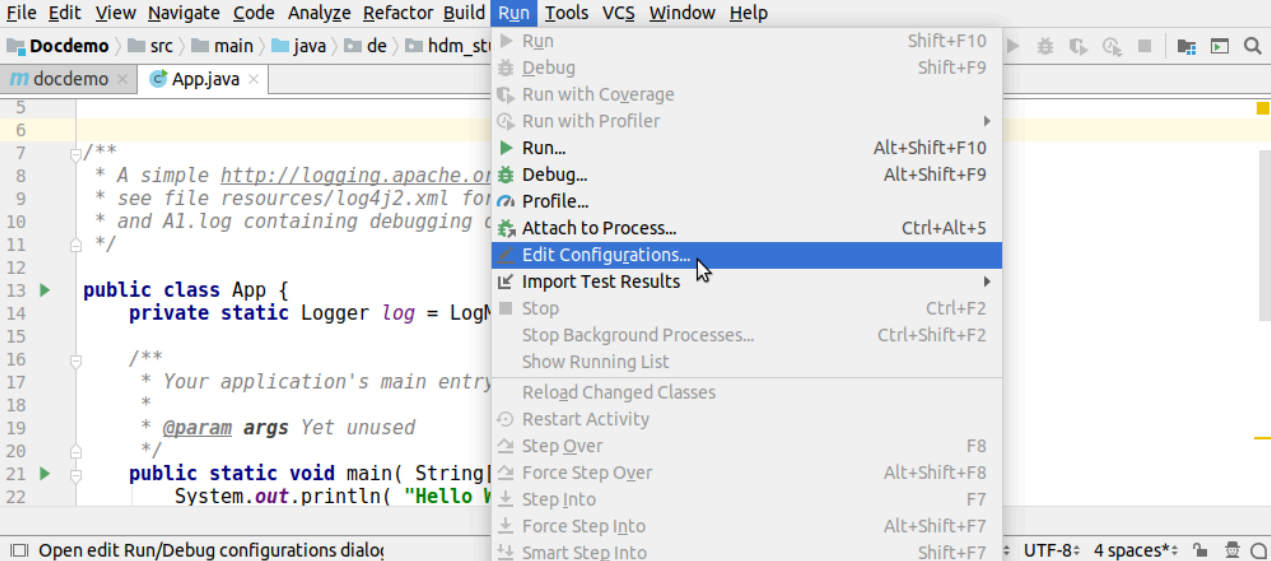 File Edit View Navigate Code Analyze Refactor Build Run Tools VCS Window Help
Docdemo src main java de hdm_stu
docdemo × App.java ×
Run Shift+F10
Debug Shift+F9
Run with Coverage
Run with Profiler
Run... Alt+Shift+F10
Debug... Alt+Shift+F9
Profile...
Attach to Process... Ctrl+Alt+5
Edit Configurations...
Import Test Results
Stop Ctrl+F2
Stop Background Processes... Ctrl+Shift+F2
Show Running List
Reload Changed Classes
Restart Activity
Step Over F8
Force Step Over Alt+Shift+F8
Step Into F7
Force Step Into Alt+Shift+F7
Smart Step Into Shift+F7
5
6
7 /**
8 * A simple http://logging.apache.or
9 * see file resources/log4j2.xml for
10 * and A1.log containing debugging
11 */
12
13 public class App {
14 private static Logger log = LogM
15
16 /**
17 * Your application's main entry
18 *
19 * @param args Yet unused
20 */
21 public static void main( String[
22 System.out.println( "Hello W
Open edit Run/Debug configurations dialog UTF-8 4 spaces*